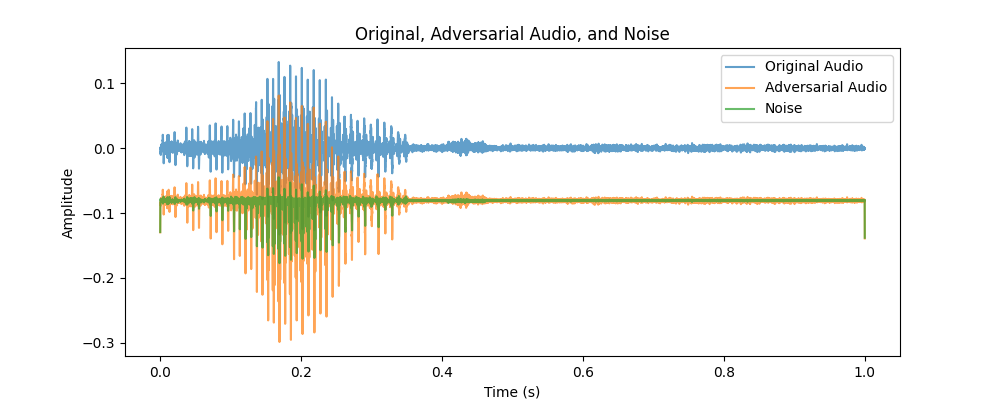 Original, Adversarial Audio, and Noise
Original Audio
Adversarial Audio
Noise
0.1
0.0
−0.1
−0.2
−0.3
Amplitude
0.0 0.2 0.4 0.6 0.8 1.0
Time (s)